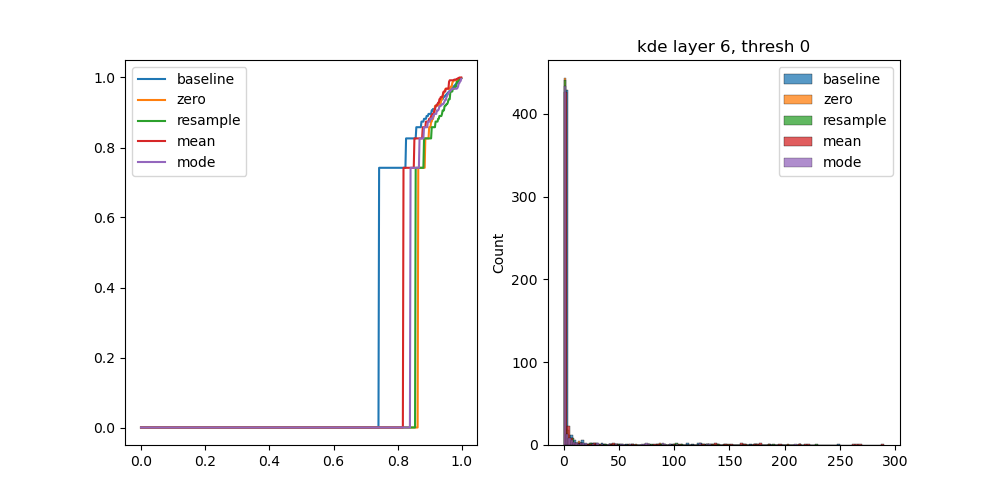 baseline
zero
resample
mean
mode
1.0
0.8
0.6
0.4
0.2
0.0
0.0 0.2 0.4 0.6 0.8 1.0
kde layer 6, thresh 0
baseline
zero
resample
mean
mode
Count
400
300
200
100
0
0 50 100 150 200 250 300